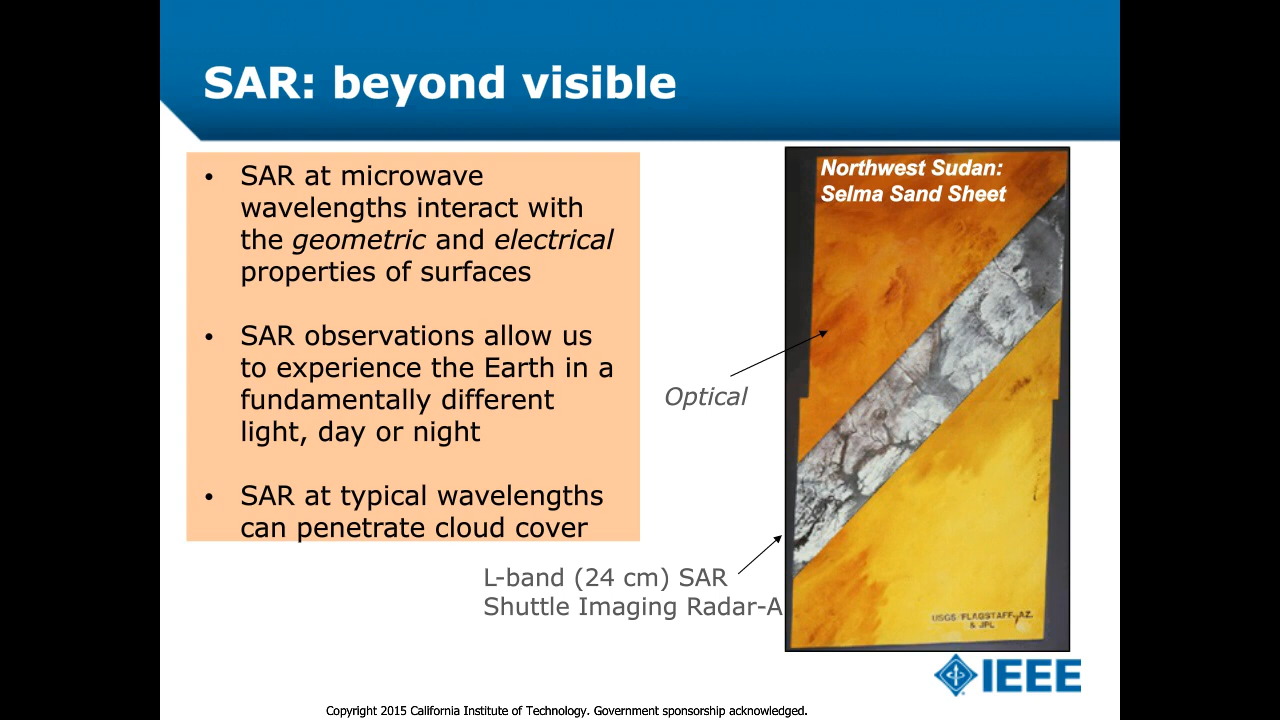 SAR: beyond visible
• SAR at microwave
wavelengths interact with
the geometric and electrical
properties of surfaces
• SAR observations allow us
to experience the Earth in a
fundamentally different
light, day or night
• SAR at typical wavelengths
can penetrate cloud cover
Northwest Sudan:
Selma Sand Sheet
Optical
L-band (24 cm) SAR
Shuttle Imaging Radar-A
USGS/FLAGSTAFF, AZ.
& JPL
IEEE
Copyright 2015 California Institute of Technology. Government sponsorship acknowledged.